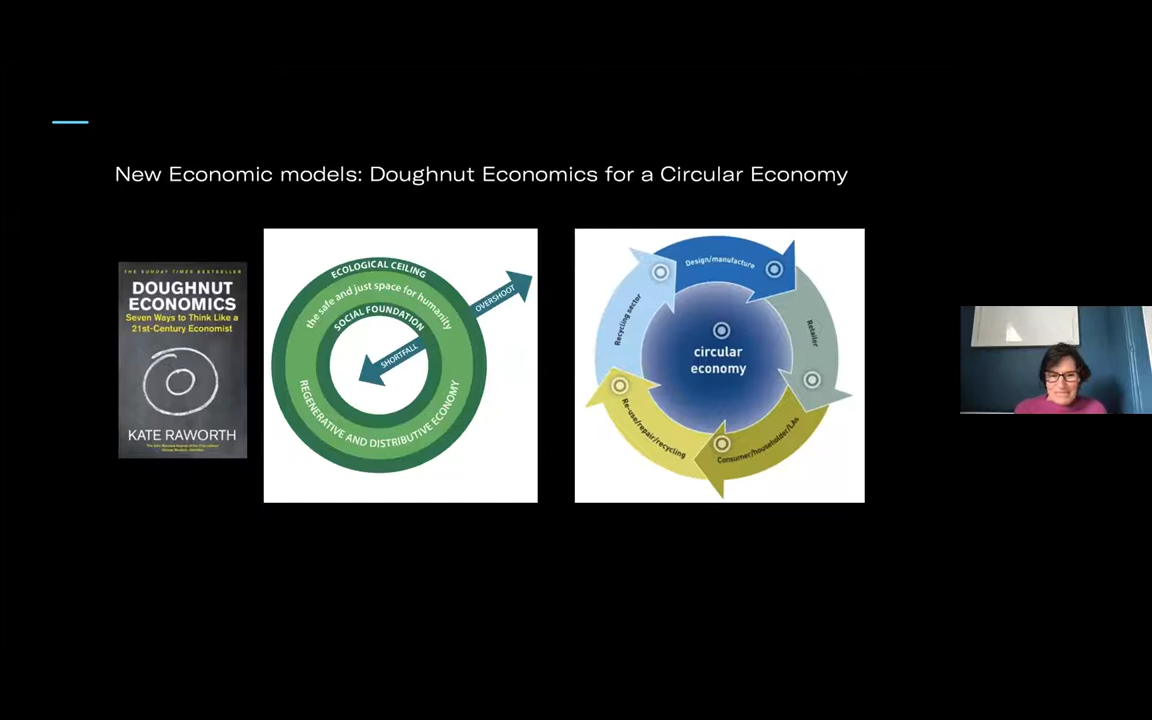 New Economic models: Doughnut Economics for a Circular Economy
THE SUNDAY TIMES BESTSELLER
DOUGHNUT
ECONOMICS
Seven Ways to Think Like a
21st-Century Economist
KATE RAWORTH
ECOLOGICAL CEILING
the safe and just space for humanity
SOCIAL FOUNDATION
OVERSHOOT
SHORTFALL
REGENERATIVE AND DISTRIBUTIVE ECONOMY
Design/manufacture
Retailer
Consumer/householder/LAs
Re-use/repair/recycling
Recycling sector
circular
economy